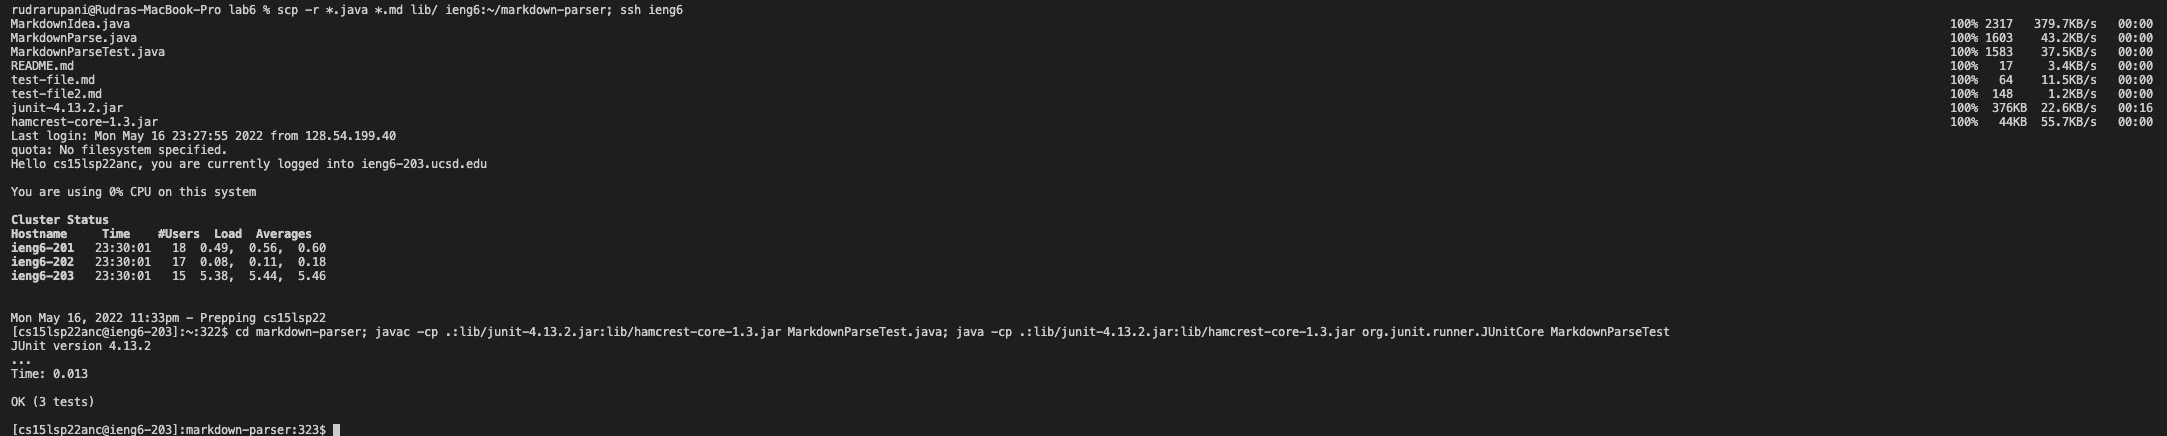 rudrarupani@Rudras-MacBook-Pro lab6 % scp -r *.java *.md lib/ ieng6:~/markdown-parser; ssh ieng6
MarkdownIdea.java 100% 2317 379.7KB/s 00:00
MarkdownParse.java 100% 1603 43.2KB/s 00:00
MarkdownParseTest.java 100% 1583 37.5KB/s 00:00
README.md 100% 17 3.4KB/s 00:00
test-file.md 100% 64 11.5KB/s 00:00
test-file2.md 100% 148 1.2KB/s 00:00
junit-4.13.2.jar 100% 376KB 22.6KB/s 00:16
hamcrest-core-1.3.jar 100% 44KB 55.7KB/s 00:00
Last login: Mon May 16 23:27:55 2022 from 128.54.199.40
quota: No filesystem specified.
Hello cs15lsp22anc, you are currently logged into ieng6-203.ucsd.edu
You are using 0% CPU on this system
Cluster Status
Hostname Time #Users Load Averages
ieng6-201 23:30:01 18 0.49, 0.56, 0.60
ieng6-202 23:30:01 17 0.08, 0.11, 0.18
ieng6-203 23:30:01 15 5.38, 5.44, 5.46
Mon May 16, 2022 11:33pm - Prepping cs15lsp22
[cs15lsp22anc@ieng6-203]:~:322$ cd markdown-parser; javac -cp .:lib/junit-4.13.2.jar:lib/hamcrest-core-1.3.jar MarkdownParseTest.java; java -cp .:lib/junit-4.13.2.jar:lib/hamcrest-core-1.3.jar org.junit.runner.JUnitCore MarkdownParseTest
JUnit version 4.13.2
...
Time: 0.013
OK (3 tests)
[cs15lsp22anc@ieng6-203]:markdown-parser:323$